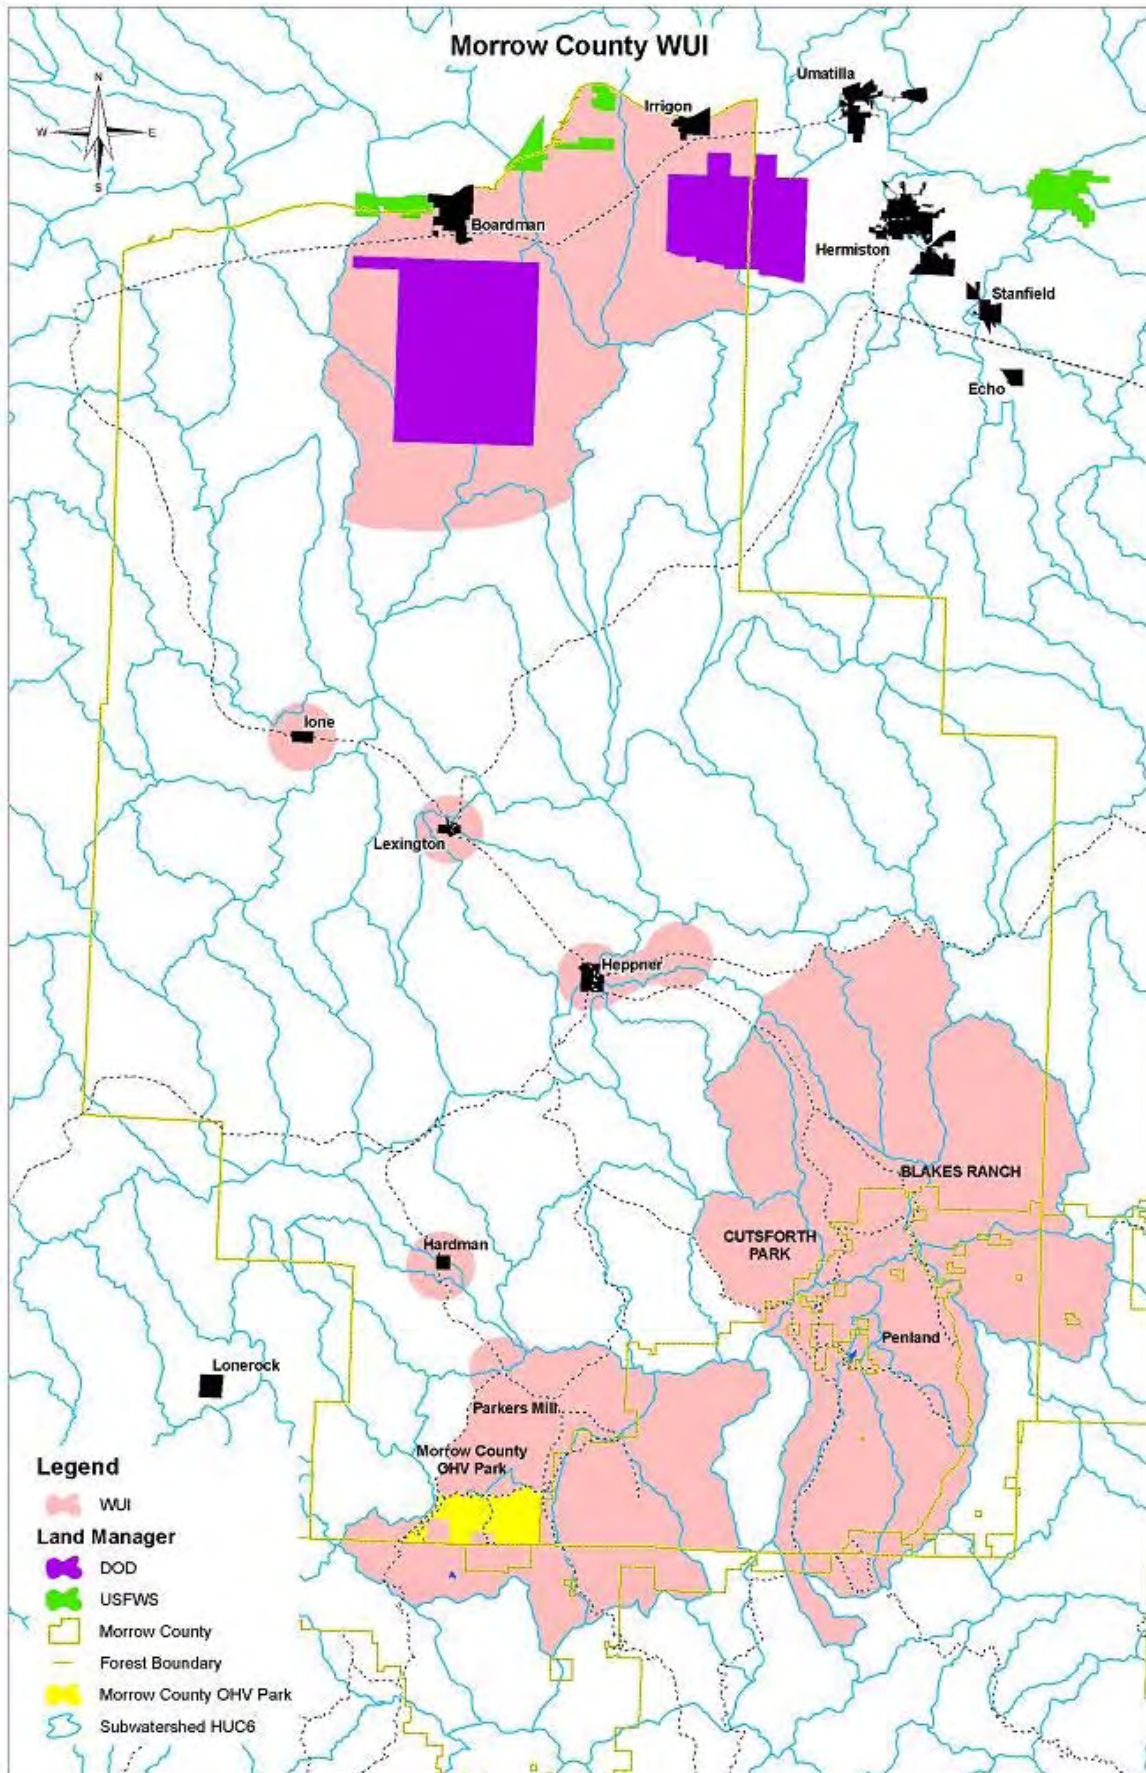 Morrow County WUI
N
W
E
S
Umatilla
Irrigon
Boardman
Hermiston
Stanfield
Echo
Ione
Lexington
Heppner
BLAKES RANCH
CUTSFORTH
PARK
Hardman
Penland
Lonerock
Parkers Mill
Morrow County
OHV Park
Legend
WUI
Land Manager
DOD
USFWS
Morrow County
Forest Boundary
Morrow County OHV Park
Subwatershed HUC6